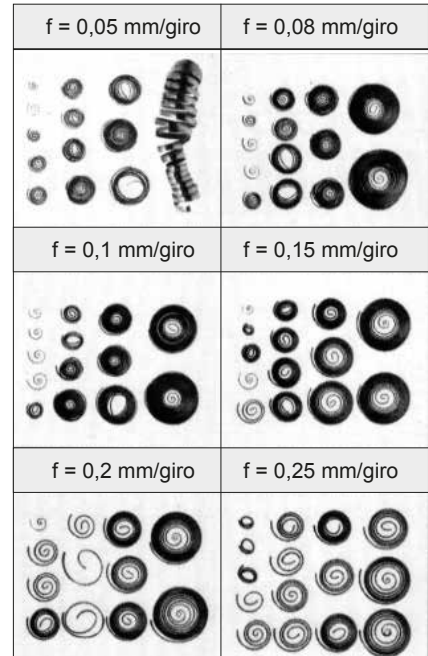 f = 0,05 mm/giro
f = 0,08 mm/giro
f = 0,1 mm/giro
f = 0,15 mm/giro
f = 0,2 mm/giro
f = 0,25 mm/giro